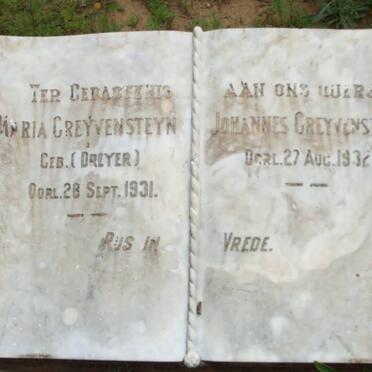 TER GEDAGTENIS
MARIA GREYVENSTEYN
GEB. (DREYER)
OORL. 28 SEPT. 1931.
RUS IN
AAN ONS
JOHANNES GREYVENST
OORL. 27 AUG. 1932
VREDE.